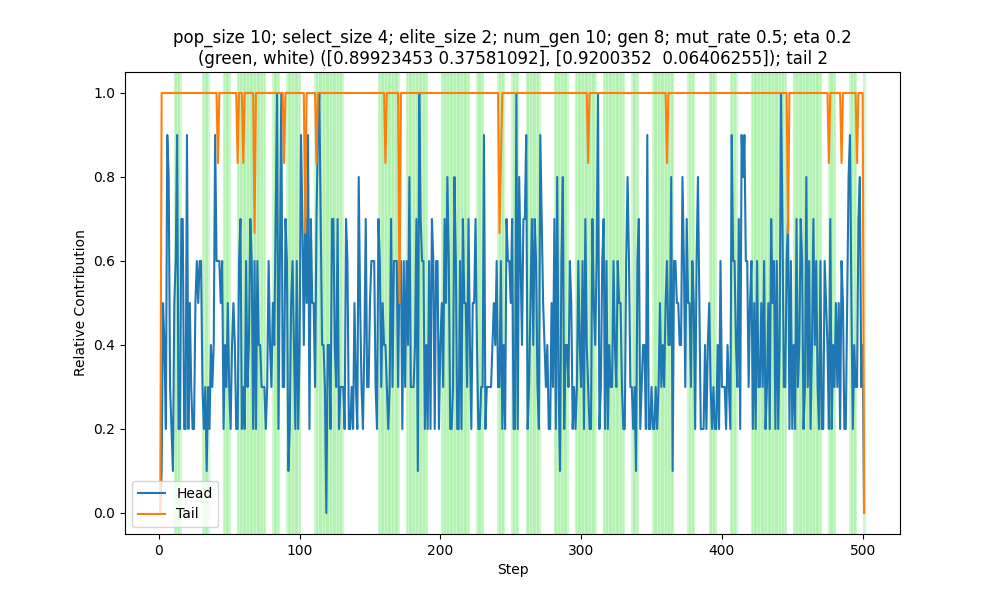 pop_size 10; select_size 4; elite_size 2; num_gen 10; gen 8; mut_rate 0.5; eta 0.2
(green, white) ([0.89923453 0.37581092], [0.9200352  0.06406255]); tail 2
1.0
0.8
0.6
0.4
0.2
0.0
Relative Contribution
Head
Tail
0 100 200 300 400 500
Step